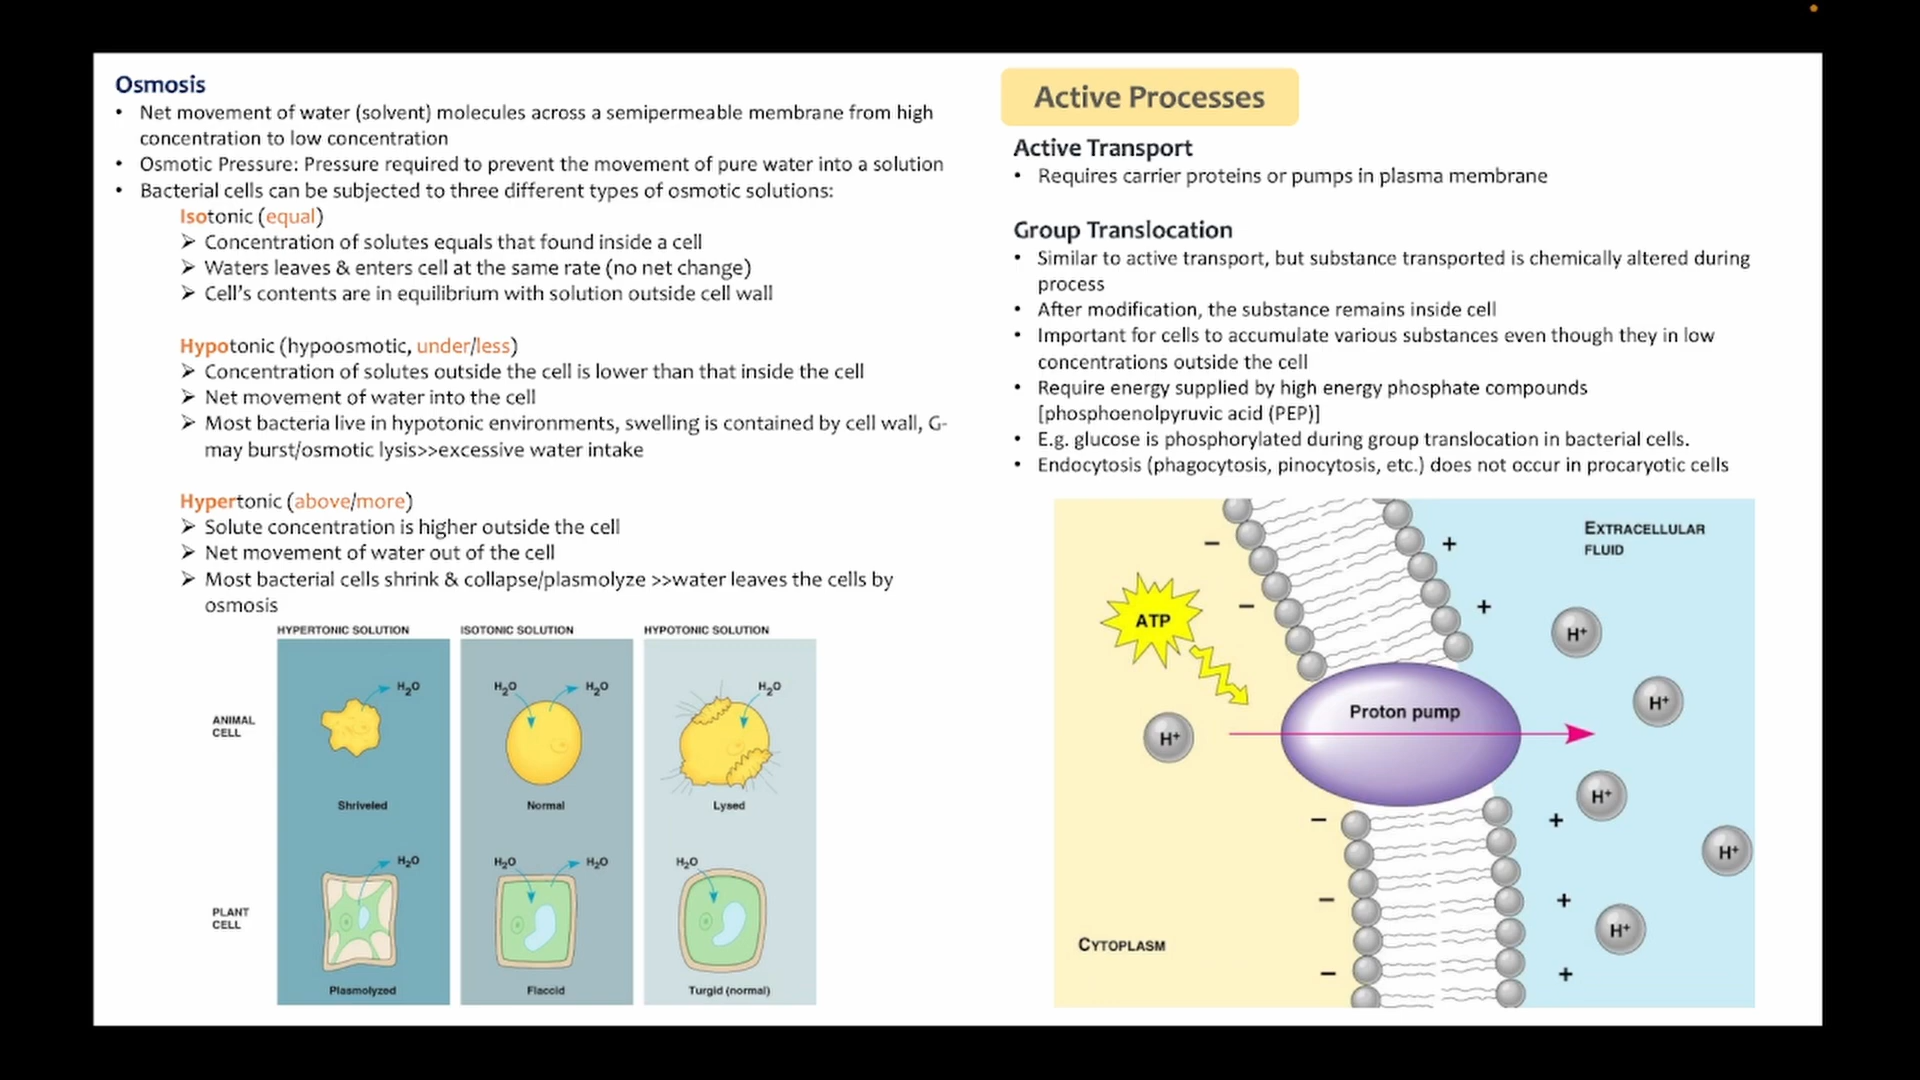 Osmosis
• Net movement of water (solvent) molecules across a semipermeable membrane from high
concentration to low concentration
• Osmotic Pressure: Pressure required to prevent the movement of pure water into a solution
• Bacterial cells can be subjected to three different types of osmotic solutions:
Isotonic (equal)
➢ Concentration of solutes equals that found inside a cell
➢ Waters leaves & enters cell at the same rate (no net change)
➢ Cell's contents are in equilibrium with solution outside cell wall
Hypotonic (hypoosmotic, under/less)
➢ Concentration of solutes outside the cell is lower than that inside the cell
➢ Net movement of water into the cell
➢ Most bacteria live in hypotonic environments, swelling is contained by cell wall, G-
may burst/osmotic lysis>>excessive water intake
Hypertonic (above/more)
➢ Solute concentration is higher outside the cell
➢ Net movement of water out of the cell
➢ Most bacterial cells shrink & collapse/plasmolyze >>water leaves the cells by
osmosis
HYPERTONIC SOLUTION ISOTONIC SOLUTION HYPOTONIC SOLUTION
H₂O H₂O H₂O H₂O
ANIMAL
CELL
Shriveled Normal Lysed
H₂O H₂O H₂O H₂O
PLANT
CELL
Plasmolyzed Flaccid Turgid (normal)
Active Processes
Active Transport
• Requires carrier proteins or pumps in plasma membrane
Group Translocation
• Similar to active transport, but substance transported is chemically altered during
process
• After modification, the substance remains inside cell
• Important for cells to accumulate various substances even though they in low
concentrations outside the cell
• Require energy supplied by high energy phosphate compounds
[phosphoenolpyruvic acid (PEP)]
• E.g. glucose is phosphorylated during group translocation in bacterial cells.
• Endocytosis (phagocytosis, pinocytosis, etc.) does not occur in procaryotic cells
EXTRACELLULAR
FLUID
− +
− +
ATP
H⁺
H⁺
Proton pump
H⁺
H⁺
− +
H⁺
− +
H⁺
CYTOPLASM
− +